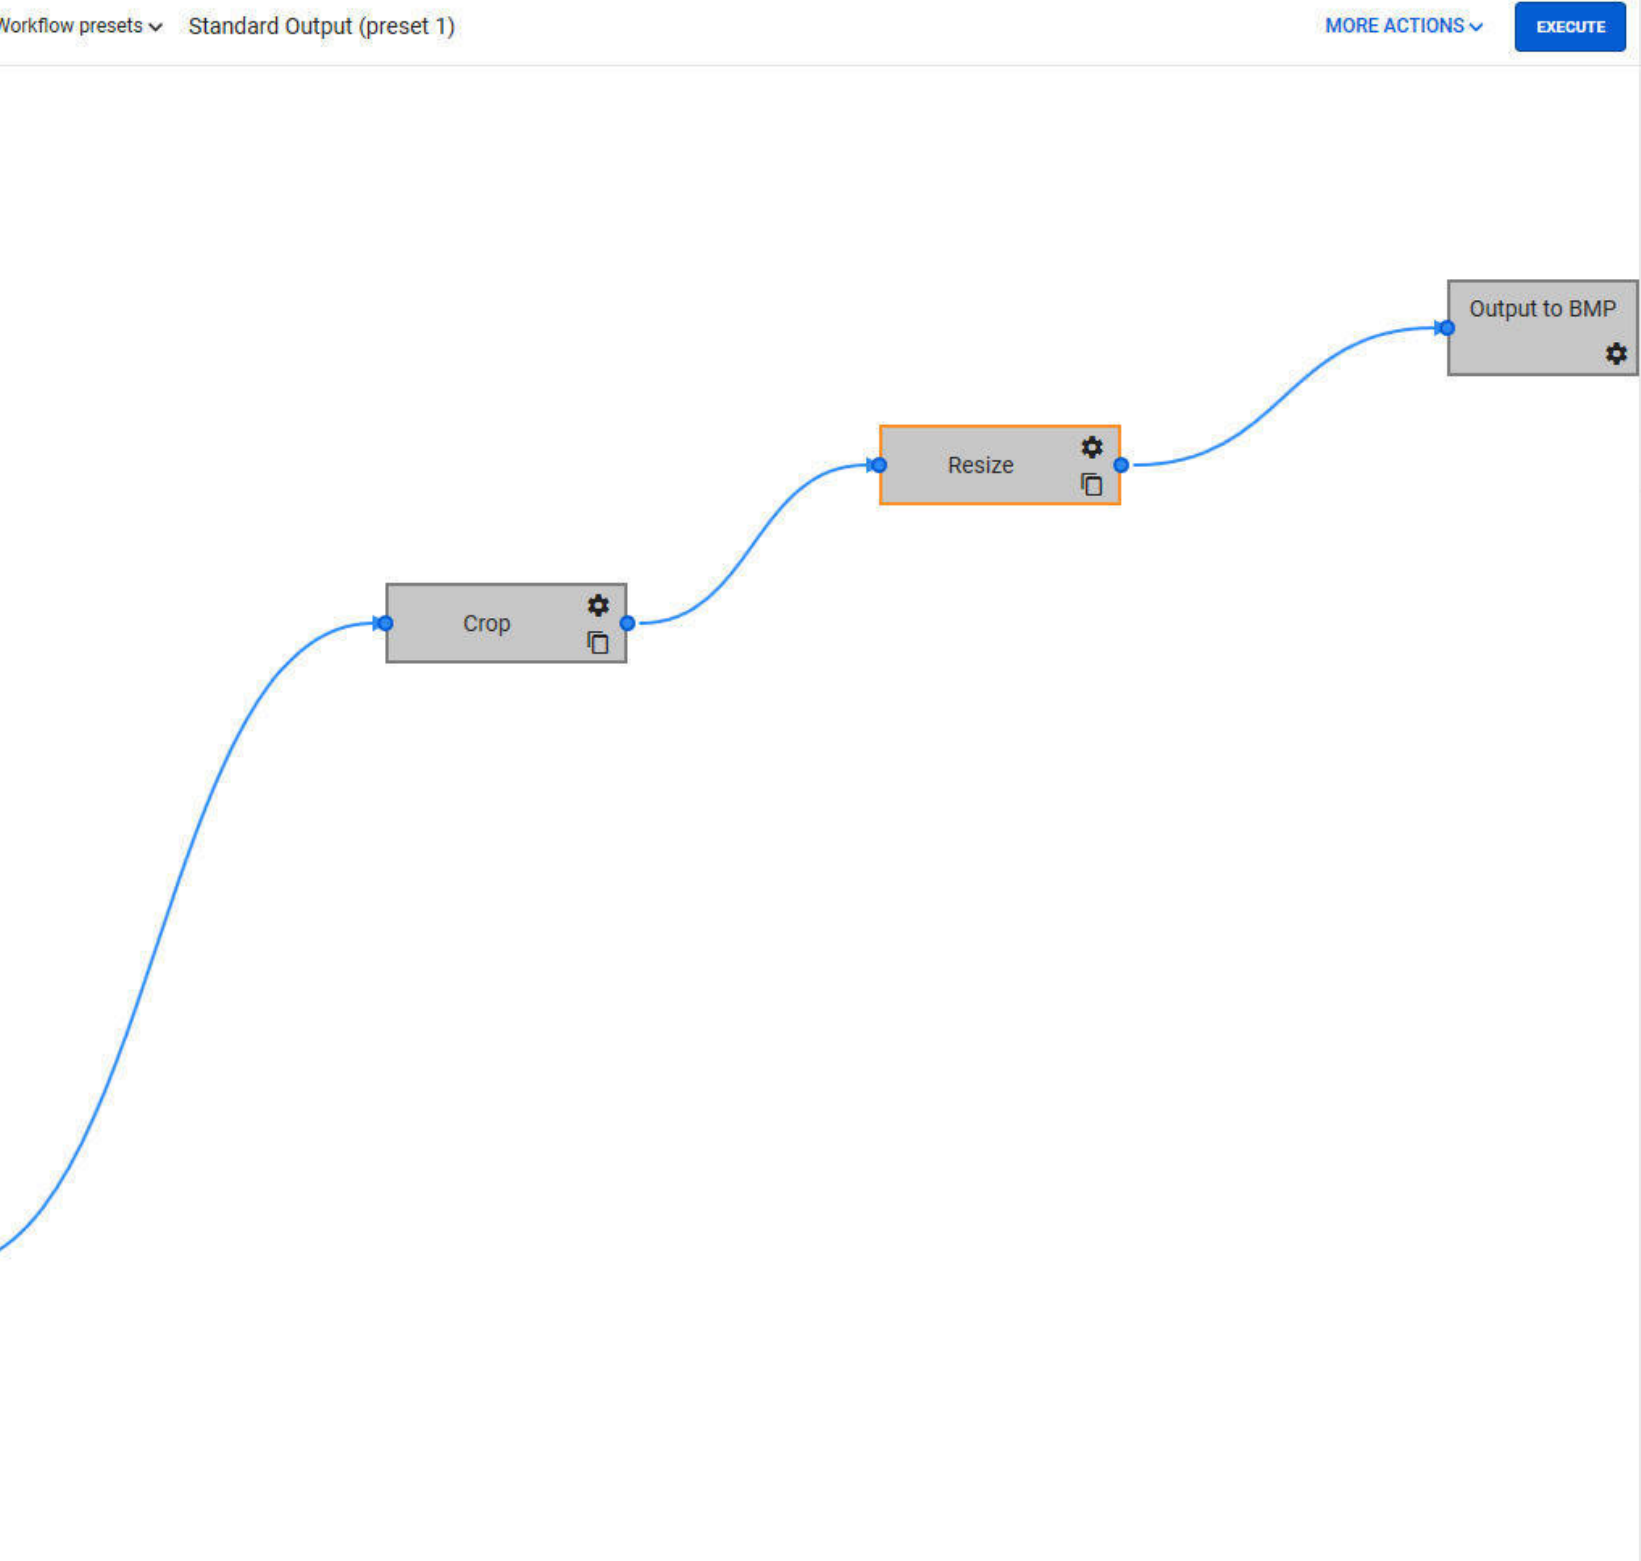 Workflow presets Standard Output (preset 1) MORE ACTIONS EXECUTE
Output to BMP
Resize
Crop